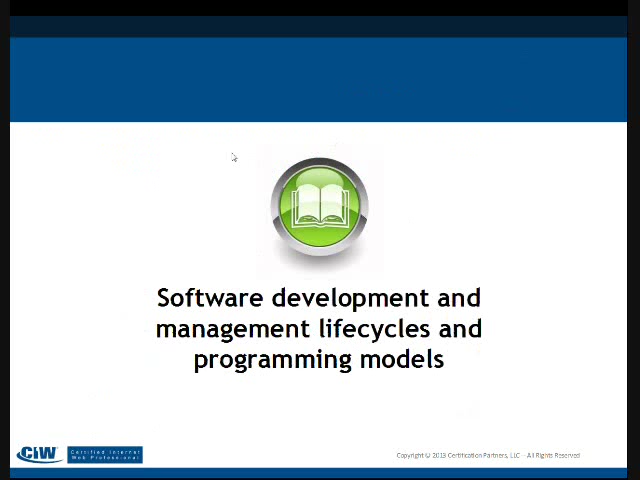 Software development and
management lifecycles and
programming models
CIW
Certified Internet
Web Professional
Copyright © 2013 Certification Partners, LLC – All Rights Reserved